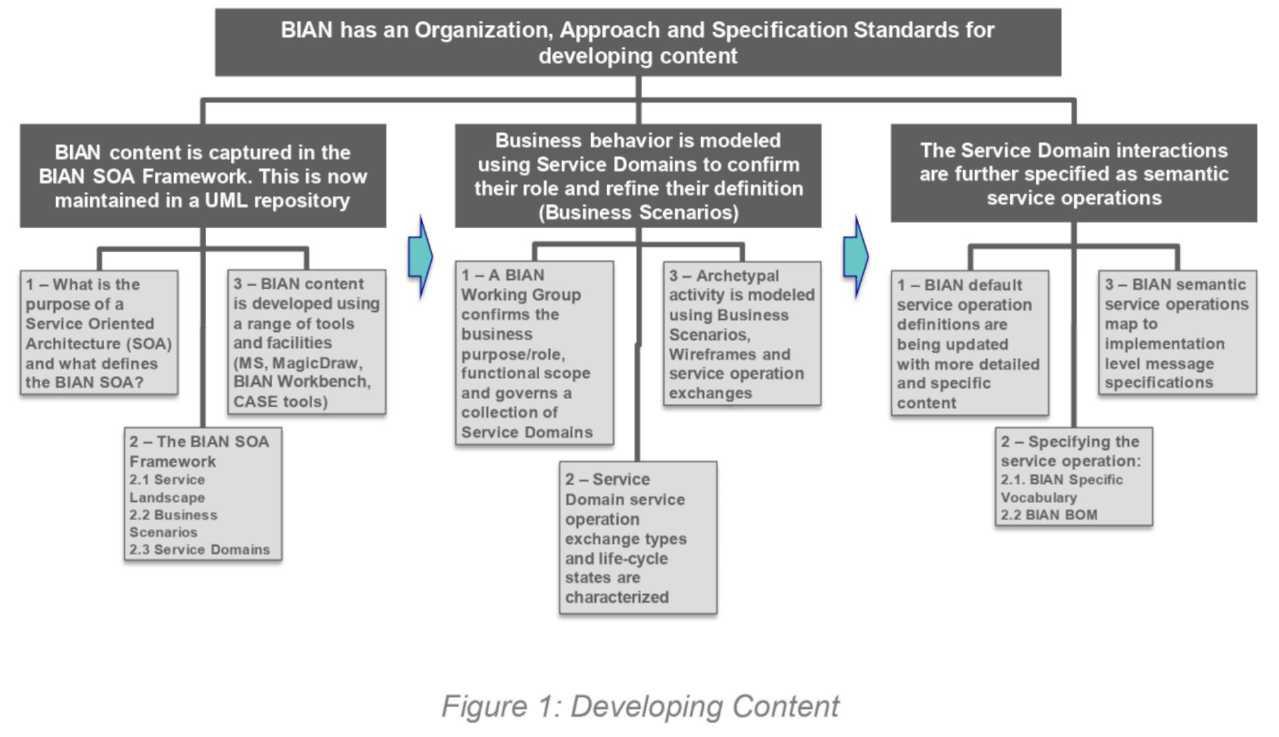 BIAN has an Organization, Approach and Specification Standards for
developing content
BIAN content is captured in the
BIAN SOA Framework. This is now
maintained in a UML repository
1 – What is the
purpose of a
Service Oriented
Architecture (SOA)
and what defines
the BIAN SOA?
2 – The BIAN SOA
Framework
2.1 Service
Landscape
2.2 Business
Scenarios
2.3 Service Domains
3 – BIAN content
is developed using
a range of tools
and facilities
(MS, MagicDraw,
BIAN Workbench,
CASE tools)
Business behavior is modeled
using Service Domains to confirm
their role and refine their definition
(Business Scenarios)
1 – A BIAN
Working Group
confirms the
business
purpose/role,
functional scope
and governs a
collection of
Service Domains
2 – Service
Domain service
operation
exchange types
and life-cycle
states are
characterized
3 – Archetypal
activity is modeled
using Business
Scenarios,
Wireframes and
service operation
exchanges
The Service Domain interactions
are further specified as semantic
service operations
1 – BIAN default
service operation
definitions are
being updated
with more detailed
and specific
content
2 – Specifying the
service operation:
2.1. BIAN Specific
Vocabulary
2.2 BIAN BOM
3 – BIAN semantic
service operations
map to
implementation
level message
specifications
Figure 1: Developing Content